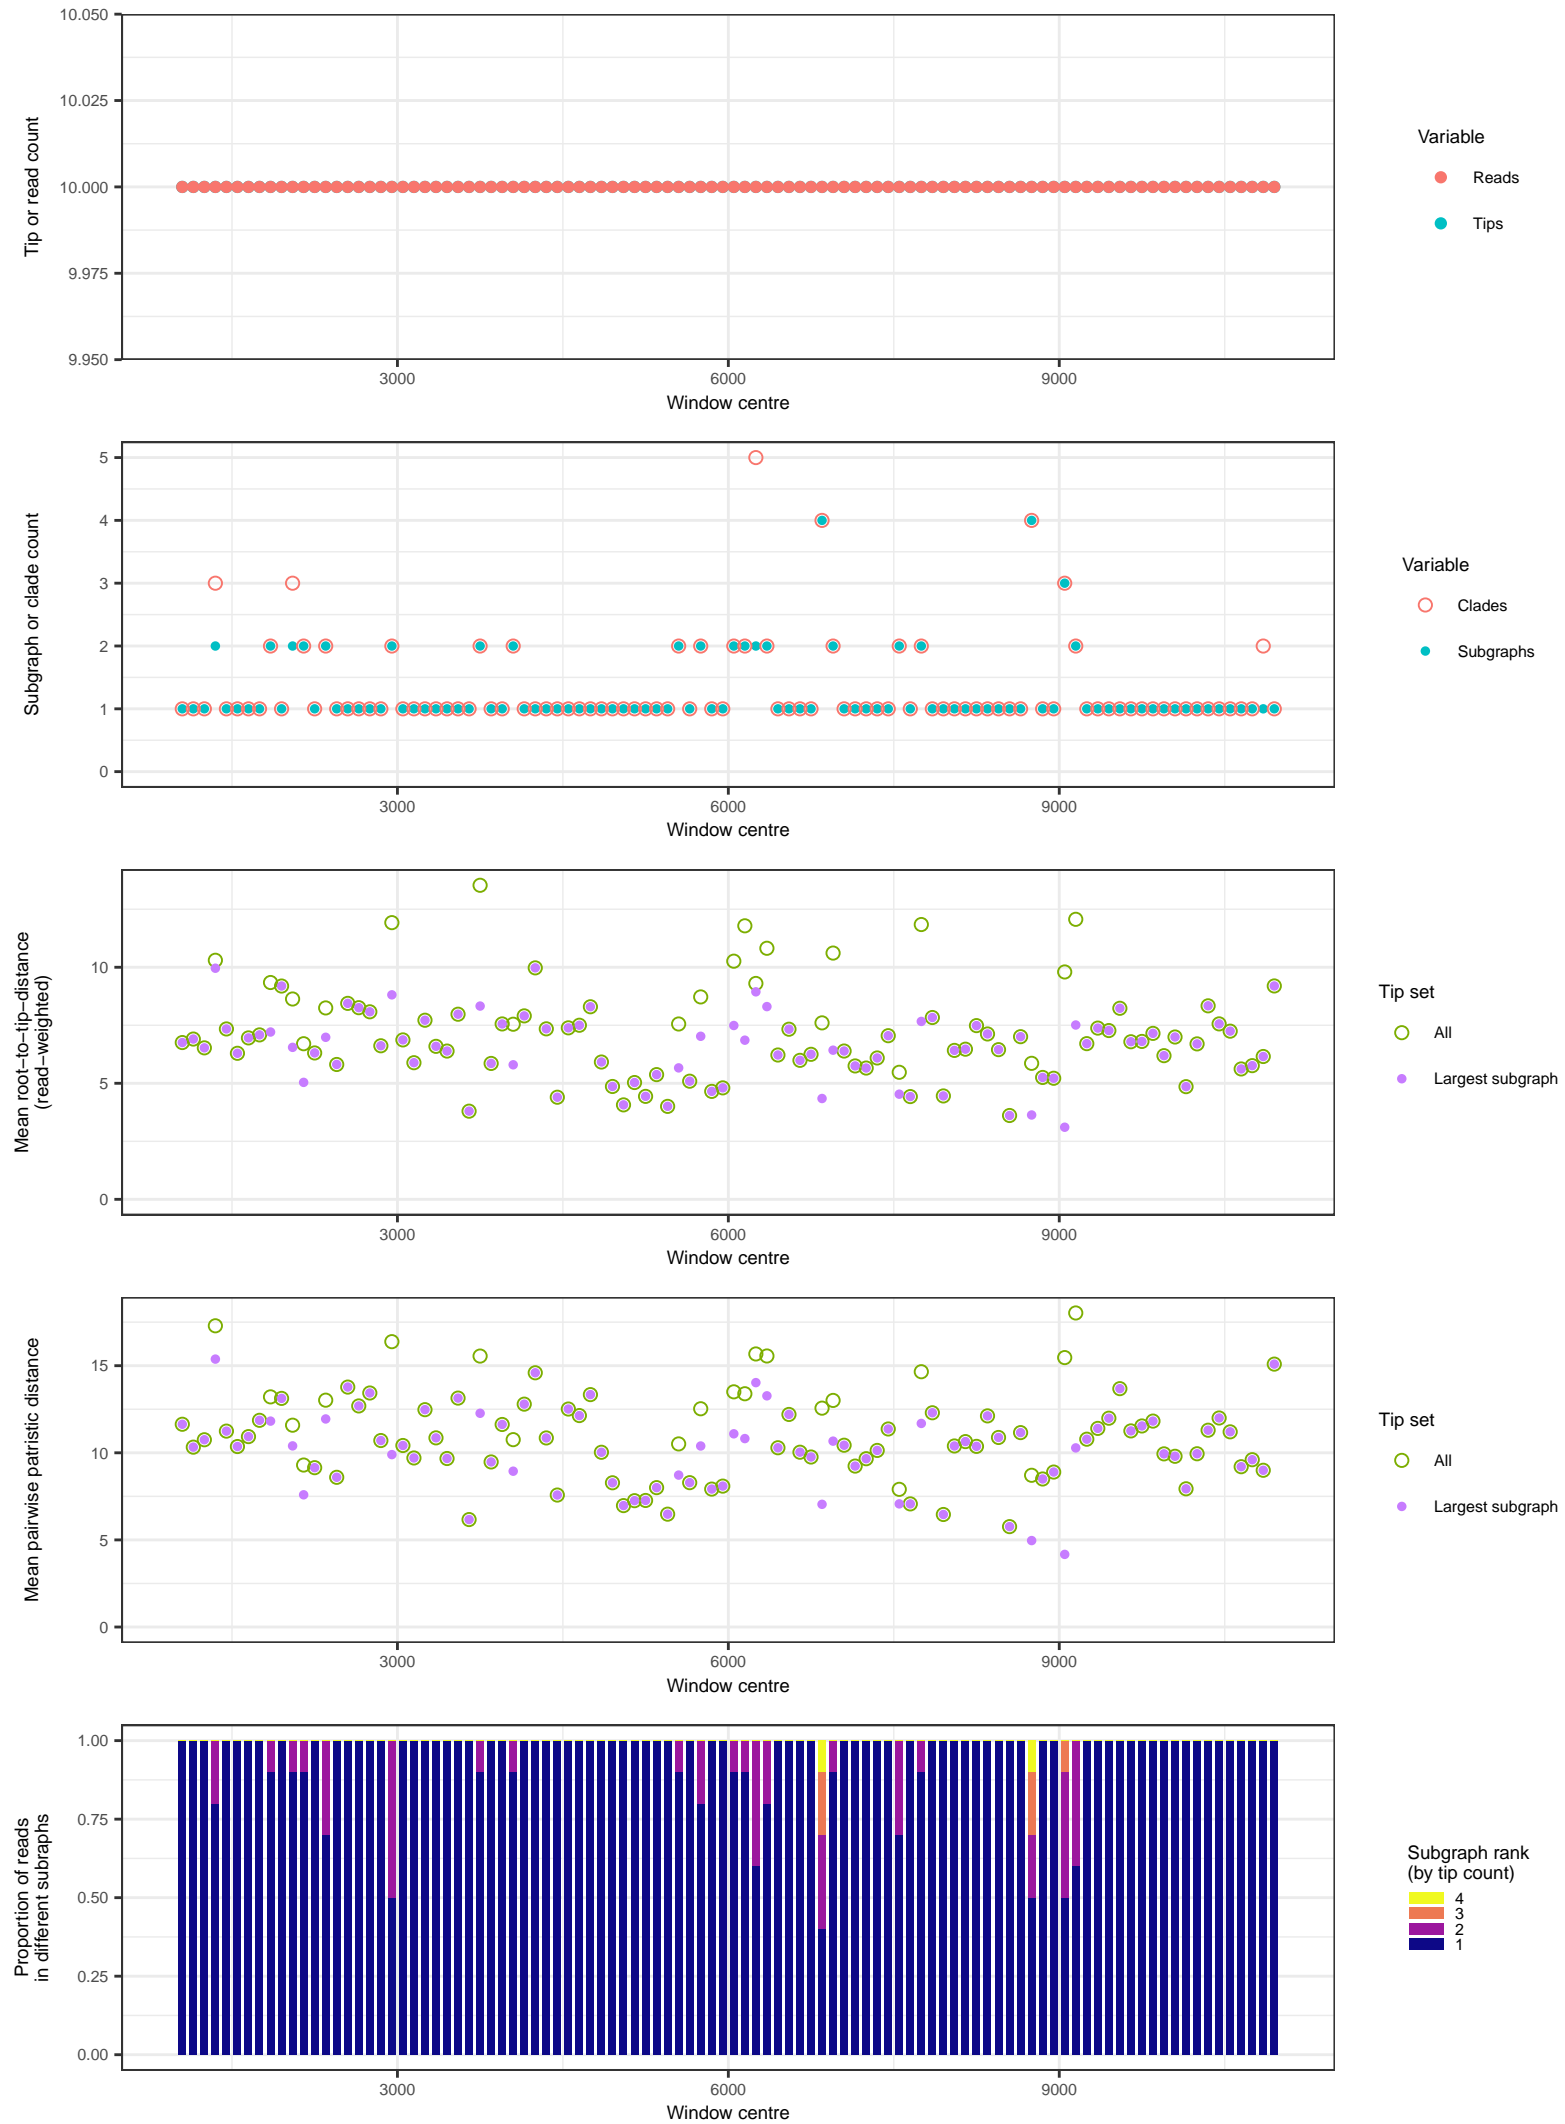 10.050
10.025
10.000
9.975
9.950
Tip or read count
3000
6000
9000
Window centre
Variable
Reads
Tips
5
4
3
2
1
0
Subgraph or clade count
3000
6000
9000
Window centre
Variable
Clades
Subgraphs
10
5
0
Mean root−to−tip−distance
(read−weighted)
3000
6000
9000
Window centre
Tip set
All
Largest subgraph
15
10
5
0
Mean pairwise patristic distance
3000
6000
9000
Window centre
Tip set
All
Largest subgraph
1.00
0.75
0.50
0.25
0.00
Proportion of reads
in different subraphs
3000
6000
9000
Window centre
Subgraph rank
(by tip count)
4
3
2
1